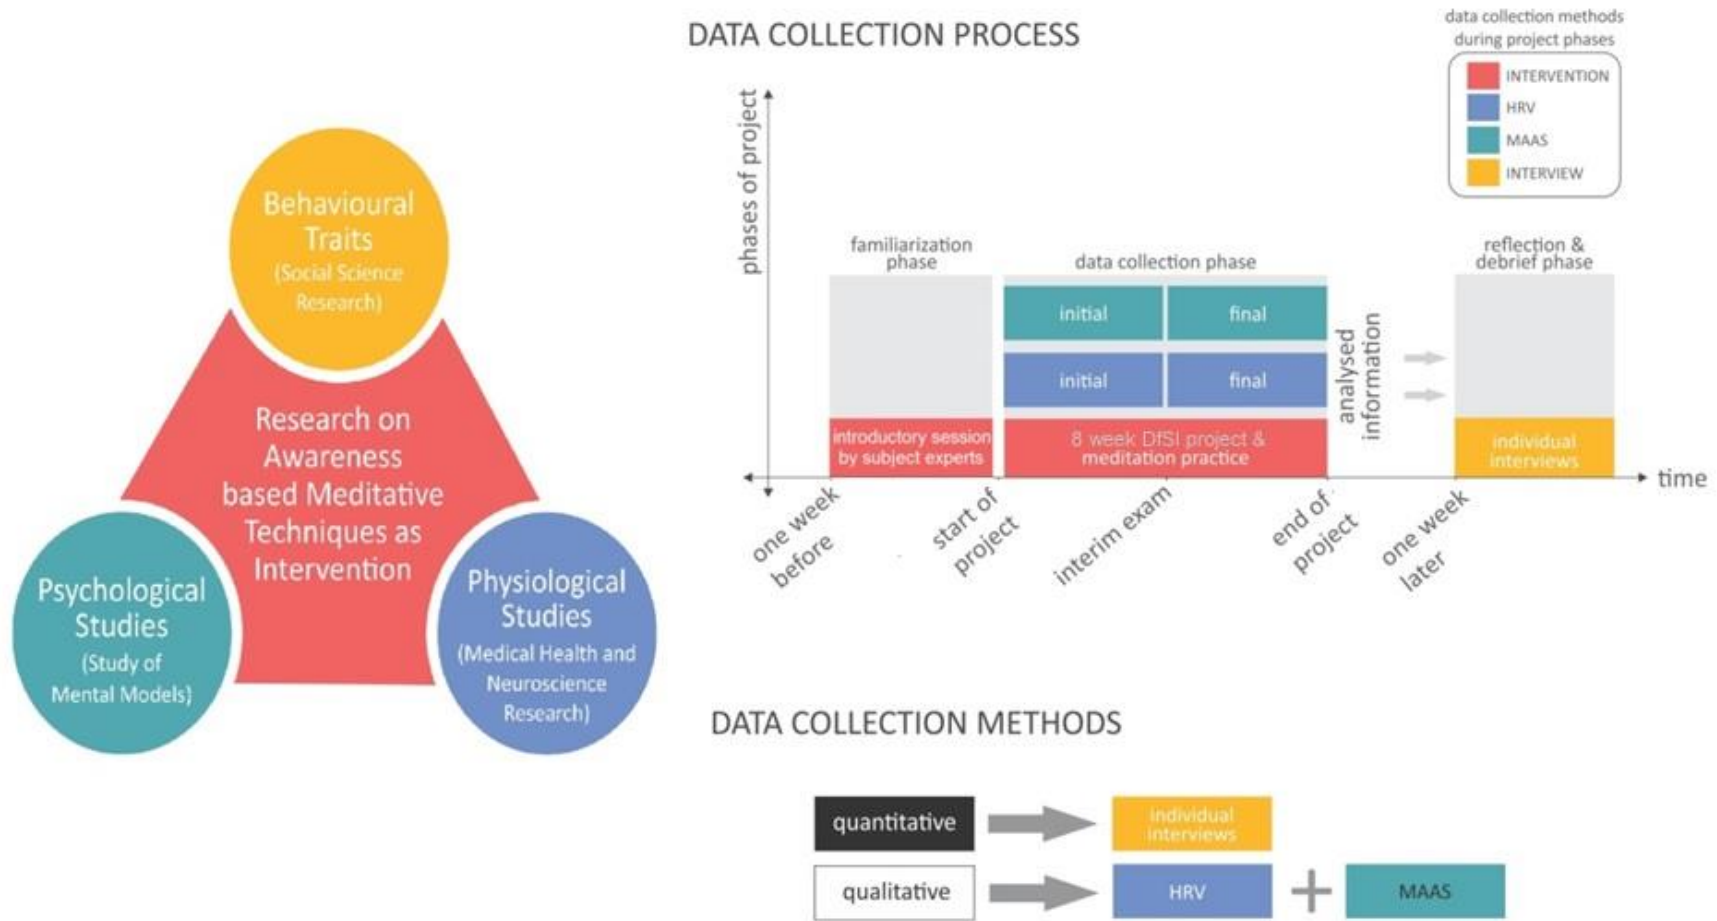 DATA COLLECTION PROCESS
data collection methods
during project phases
INTERVENTION
HRV
MAAS
INTERVIEW
Behavioural
Traits
(Social Science
Research)
Research on
Awareness
based Meditative
Techniques as
Intervention
Psychological
Studies
(Study of
Mental Models)
Physiological
Studies
(Medical Health and
Neuroscience
Research)
phases of project
familiarization
phase
data collection phase
reflection &
debrief phase
initial
final
initial
final
analysed
information
introductory session
by subject experts
8 week DfSI project &
meditation practice
individual
interviews
time
one week
before
start of
project
interim exam
end of
project
one week
later
DATA COLLECTION METHODS
quantitative
individual
interviews
qualitative
HRV
+
MAAS